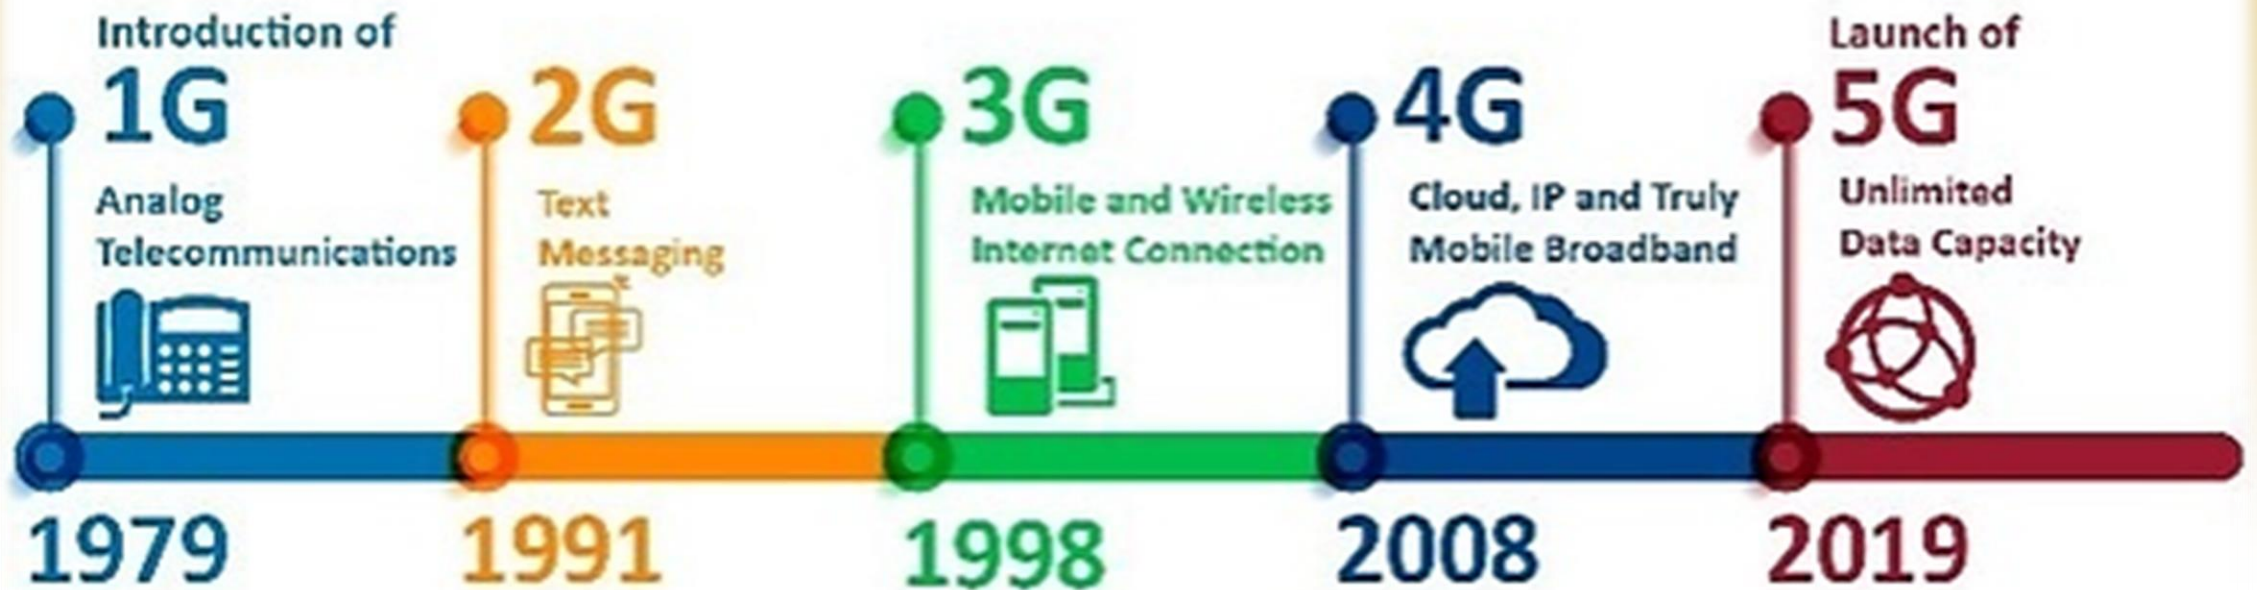 Introduction of
1G
Analog
Telecommunications
1979
2G
Text
Messaging
1991
3G
Mobile and Wireless
Internet Connection
1998
4G
Cloud, IP and Truly
Mobile Broadband
2008
Launch of
5G
Unlimited
Data Capacity
2019